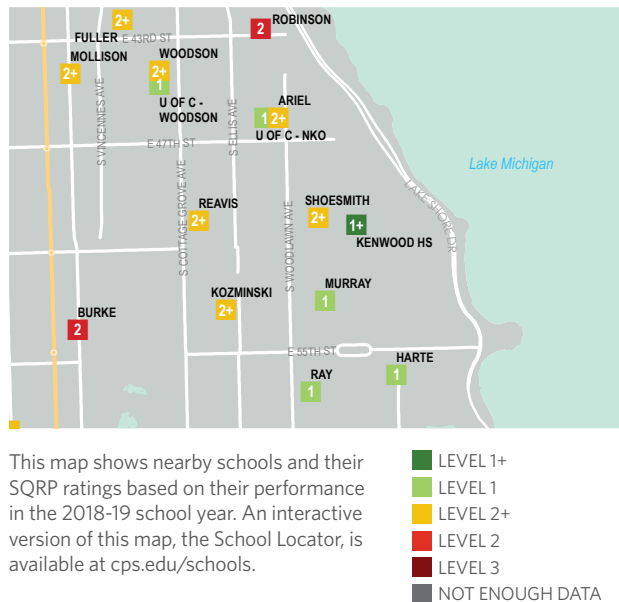 2+
ROBINSON
2
FULLER
E 43RD ST
MOLLISON
WOODSON
2+
2+
1
S VINCENNES AVE
U OF C -
WOODSON
S ELLIS AVE
ARIEL
1
2+
U OF C - NKO
E 47TH ST
Lake Michigan
LAKE SHORE DR
S COTTAGE GROVE AVE
REAVIS
2+
S WOODLAWN AVE
SHOESMITH
2+
1+
KENWOOD HS
KOZMINSKI
2+
MURRAY
1
BURKE
2
E 55TH ST
HARTE
1
RAY
1
This map shows nearby schools and their
SQRP ratings based on their performance
in the 2018-19 school year. An interactive
version of this map, the School Locator, is
available at cps.edu/schools.
LEVEL 1+
LEVEL 1
LEVEL 2+
LEVEL 2
LEVEL 3
NOT ENOUGH DATA